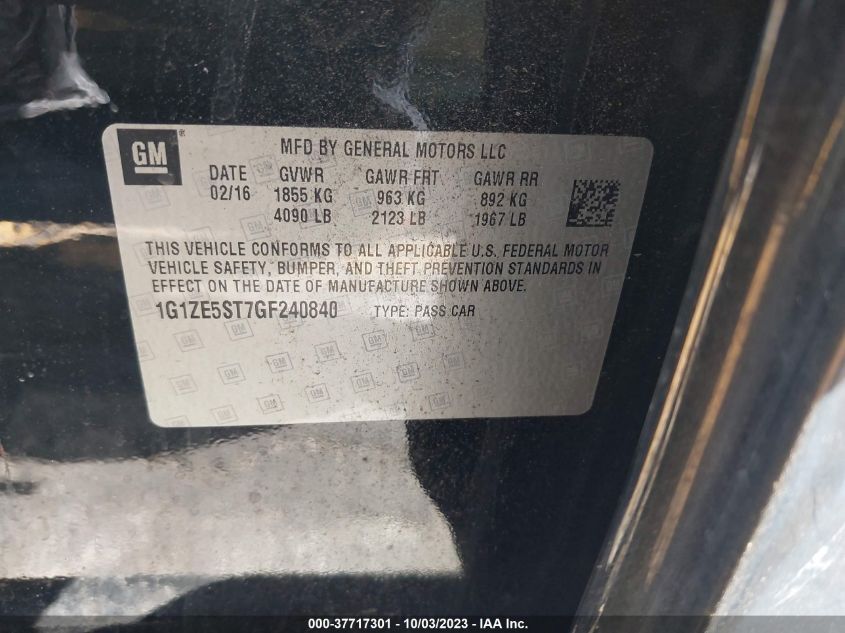 GM ®
MFD BY GENERAL MOTORS LLC
DATE GVWR GAWR FRT GAWR RR
02/16 1855 KG 963 KG 892 KG
4090 LB 2123 LB 1967 LB
THIS VEHICLE CONFORMS TO ALL APPLICABLE U.S. FEDERAL MOTOR
VEHICLE SAFETY, BUMPER, AND THEFT PREVENTION STANDARDS IN
EFFECT ON THE DATE OF MANUFACTURE SHOWN ABOVE.
1G1ZE5ST7GF240840 TYPE: PASS CAR
000-37717301 - 10/03/2023 - IAA Inc.